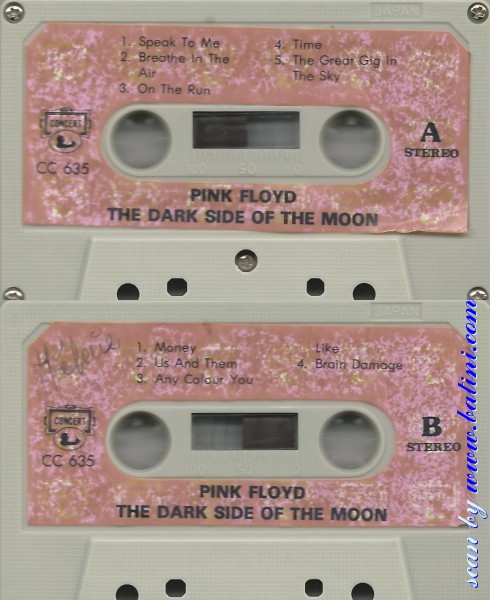 JAPAN
1. Speak To Me
2. Breathe In The
Air
3. On The Run
4. Time
5. The Great Gig In
The Sky
CONCERT
CC 635
A
STEREO
100 50 0
PINK FLOYD
THE DARK SIDE OF THE MOON
JAPAN
1. Money
2. Us And Them
3. Any Colour You
Like
4. Brain Damage
CONCERT
CC 635
B
STEREO
100 50
PINK FLOYD
THE DARK SIDE OF THE MOON
scan by www.batini.com